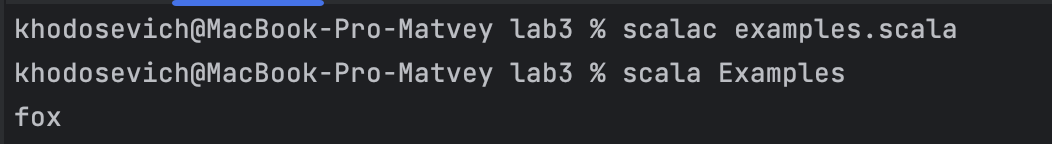 khodosevich@MacBook-Pro-Matvey lab3 % scalac examples.scala
khodosevich@MacBook-Pro-Matvey lab3 % scala Examples
fox